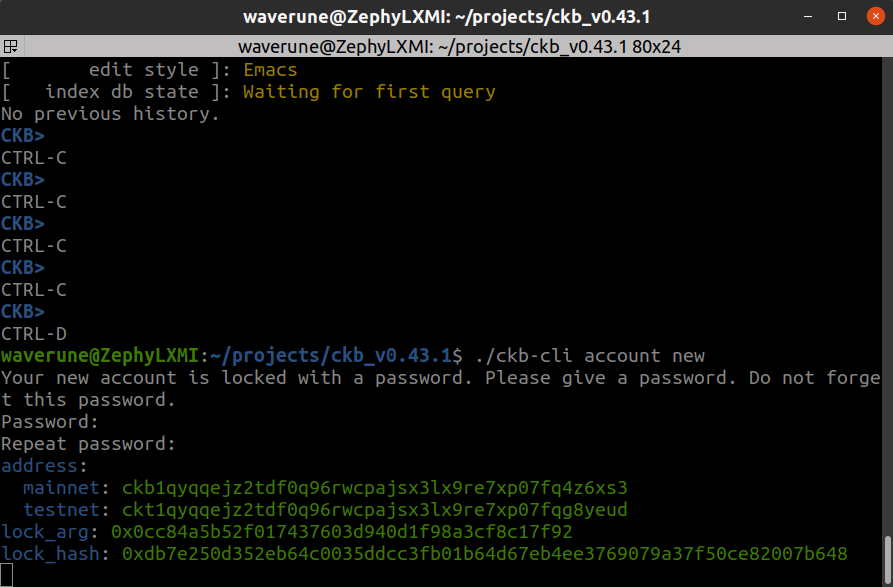 waverune@ZephyLXMI: ~/projects/ckb_v0.43.1
waverune@ZephyLXMI: ~/projects/ckb_v0.43.1 80x24
[        edit style ]: Emacs
[    index db state ]: Waiting for first query
No previous history.
CKB>
CTRL-C
CKB>
CTRL-C
CKB>
CTRL-C
CKB>
CTRL-C
CKB>
CTRL-D
waverune@ZephyLXMI:~/projects/ckb_v0.43.1$ ./ckb-cli account new
Your new account is locked with a password. Please give a password. Do not forge
t this password.
Password:
Repeat password:
address:
  mainnet: ckb1qyqqejz2tdf0q96rwcpajsx3lx9re7xp07fq4z6xs3
  testnet: ckt1qyqqejz2tdf0q96rwcpajsx3lx9re7xp07fqg8yeud
lock_arg: 0x0cc84a5b52f017437603d940d1f98a3cf8c17f92
lock_hash: 0xdb7e250d352eb64c0035ddcc3fb01b64d67eb4ee3769079a37f50ce82007b648